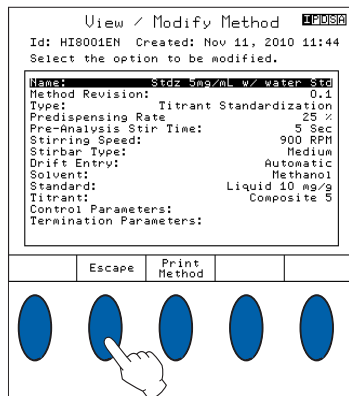 View / Modify Method IPDSA
Id: HI8001EN Created: Nov 11, 2010 11:44
Select the option to be modified.
Name: Stdz 5mg/mL w/ water Std
Method Revision: 0.1
Type: Titrant Standardization
Predispensing Rate 25 %
Pre-Analysis Stir Time: 5 Sec
Stirring Speed: 900 RPM
Stirbar Type: Medium
Drift Entry: Automatic
Solvent: Methanol
Standard: Liquid 10 mg/g
Titrant: Composite 5
Control Parameters:
Termination Parameters:
Escape
Print
Method